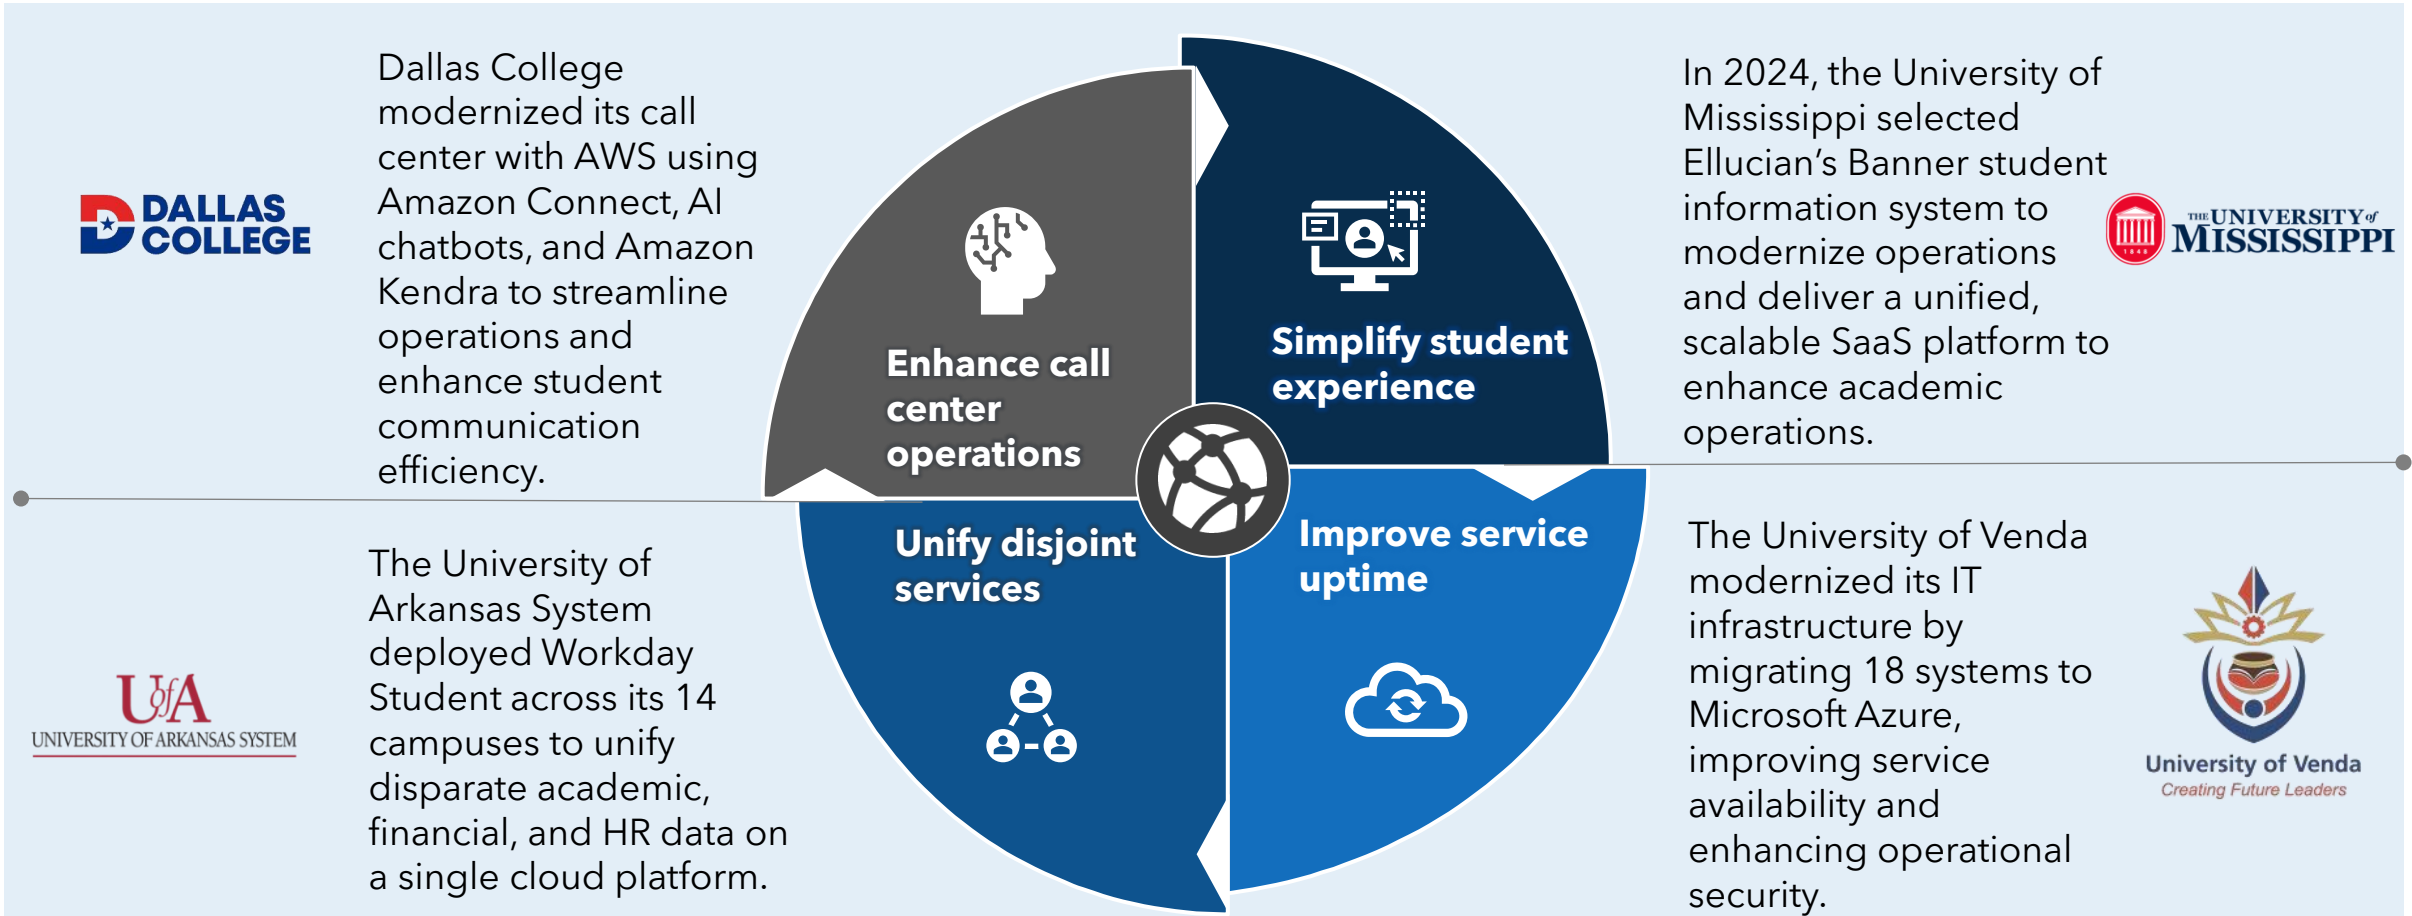 Dallas College
modernized its call
center with AWS using
Amazon Connect, AI
chatbots, and Amazon
Kendra to streamline
operations and
enhance student
communication
efficiency.
DALLAS
COLLEGE
Enhance call
center
operations
Simplify student
experience
In 2024, the University of
Mississippi selected
Ellucian’s Banner student
information system to
modernize operations
and deliver a unified,
scalable SaaS platform to
enhance academic
operations.
THE UNIVERSITY of
MISSISSIPPI
1848
The University of
Arkansas System
deployed Workday
Student across its 14
campuses to unify
disparate academic,
financial, and HR data on
a single cloud platform.
U of A
UNIVERSITY OF ARKANSAS SYSTEM
Unify disjoint
services
Improve service
uptime
The University of Venda
modernized its IT
infrastructure by
migrating 18 systems to
Microsoft Azure,
improving service
availability and
enhancing operational
security.
University of Venda
Creating Future Leaders